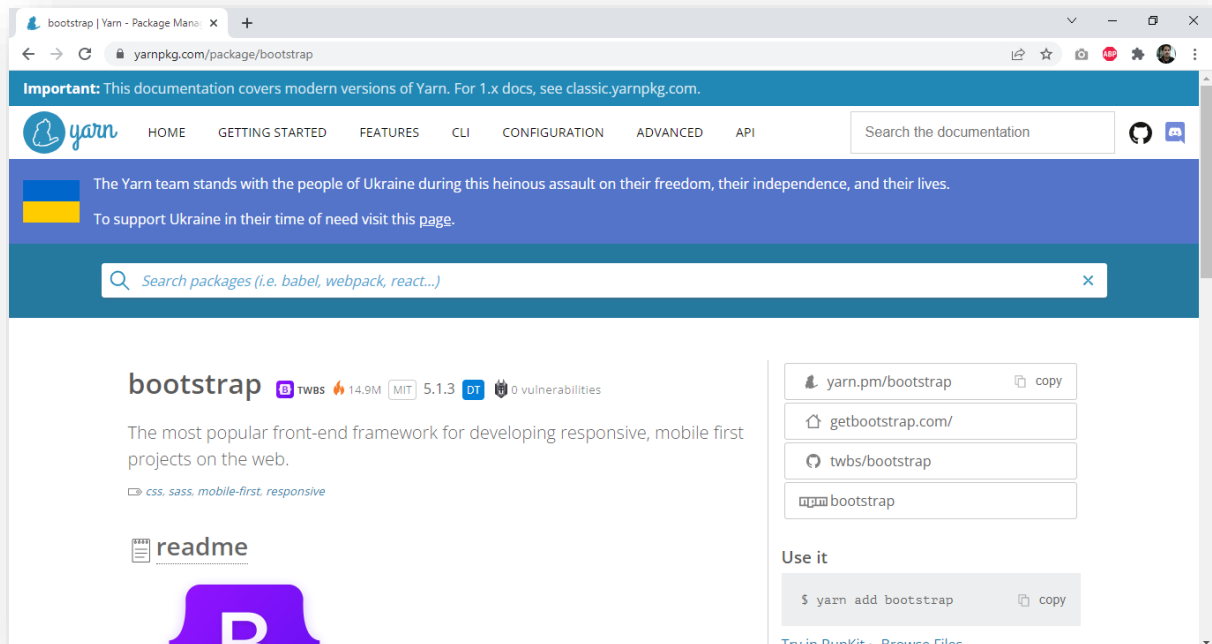 bootstrap | Yarn - Package Mana
yarnpkg.com/package/bootstrap
ABP
Important: This documentation covers modern versions of Yarn. For 1.x docs, see classic.yarnpkg.com.
yarn HOME GETTING STARTED FEATURES CLI CONFIGURATION ADVANCED API Search the documentation
The Yarn team stands with the people of Ukraine during this heinous assault on their freedom, their independence, and their lives.
To support Ukraine in their time of need visit this page.
Search packages (i.e. babel, webpack, react...)
bootstrap B TWBS 14.9M MIT 5.1.3 DT 0 vulnerabilities
The most popular front-end framework for developing responsive, mobile first
projects on the web.
css, sass, mobile-first, responsive
readme
B
yarn.pm/bootstrap copy
getbootstrap.com/
twbs/bootstrap
npm bootstrap
Use it
$ yarn add bootstrap copy
Try in RunKit · Browse Files